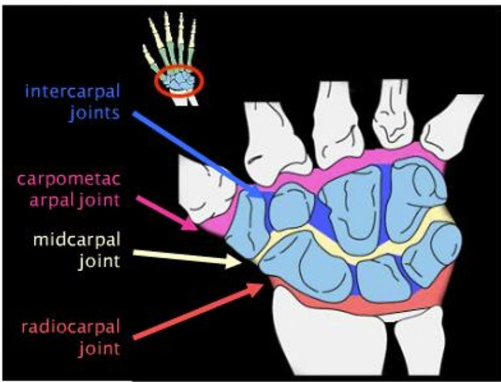 intercarpal
joints
carpometac
arpal joint
midcarpal
joint
radiocarpal
joint